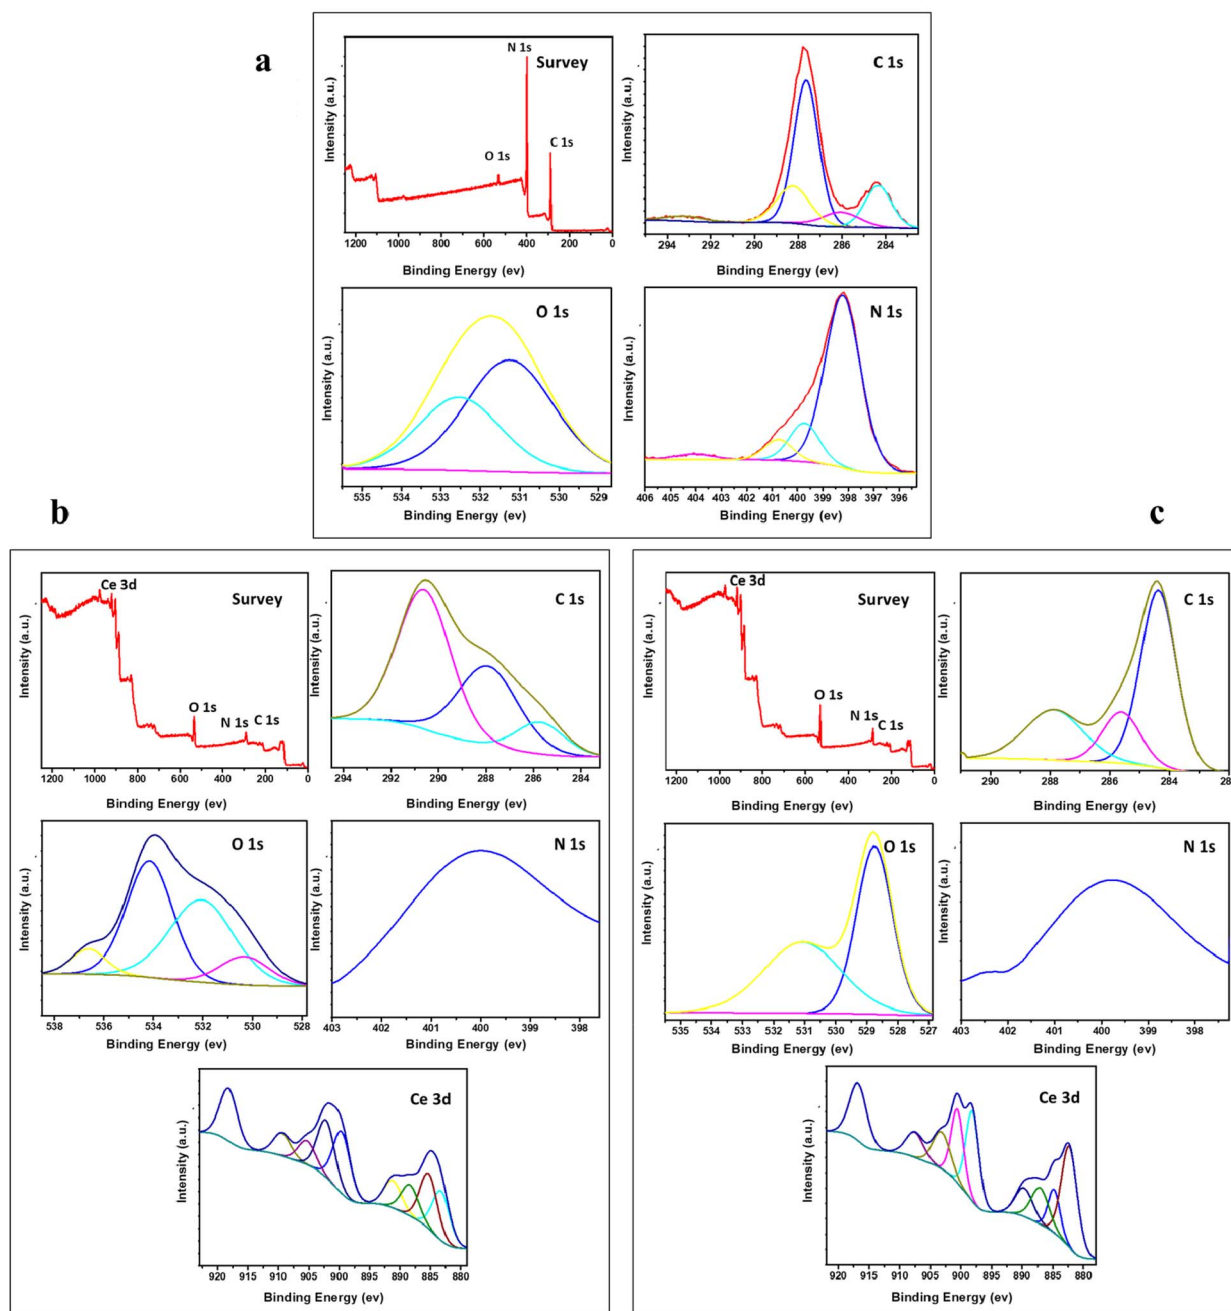 a
N 1s
Survey
O 1s
C 1s
Intensity (a.u.)
1200 1000 800 600 400 200 0
Binding Energy (ev)
C 1s
Intensity (a.u.)
294 292 290 288 286 284
Binding Energy (ev)
O 1s
Intensity (a.u.)
535 534 533 532 531 530 529
Binding Energy (ev)
N 1s
Intensity (a.u.)
406 405 404 403 402 401 400 399 398 397 396
Binding Energy (ev)
b
Ce 3d
Survey
O 1s
N 1s
C 1s
Intensity (a.u.)
1200 1000 800 600 400 200 0
Binding Energy (ev)
C 1s
Intensity (a.u.)
294 292 290 288 286 284
Binding Energy (ev)
O 1s
Intensity (a.u.)
538 536 534 532 530 528
Binding Energy (ev)
N 1s
Intensity (a.u.)
403 402 401 400 399 398
Binding Energy (ev)
Ce 3d
Intensity (a.u.)
920 915 910 905 900 895 890 885 880
Binding Energy (ev)
c
Ce 3d
Survey
O 1s
N 1s
C 1s
Intensity (a.u.)
1200 1000 800 600 400 200 0
Binding Energy (ev)
C 1s
Intensity (a.u.)
290 288 286 284
Binding Energy (ev)
O 1s
Intensity (a.u.)
535 534 533 532 531 530 529 528 527
Binding Energy (ev)
N 1s
Intensity (a.u.)
403 402 401 400 399 398
Binding Energy (ev)
Ce 3d
Intensity (a.u.)
920 915 910 905 900 895 890 885 880
Binding Energy (ev)